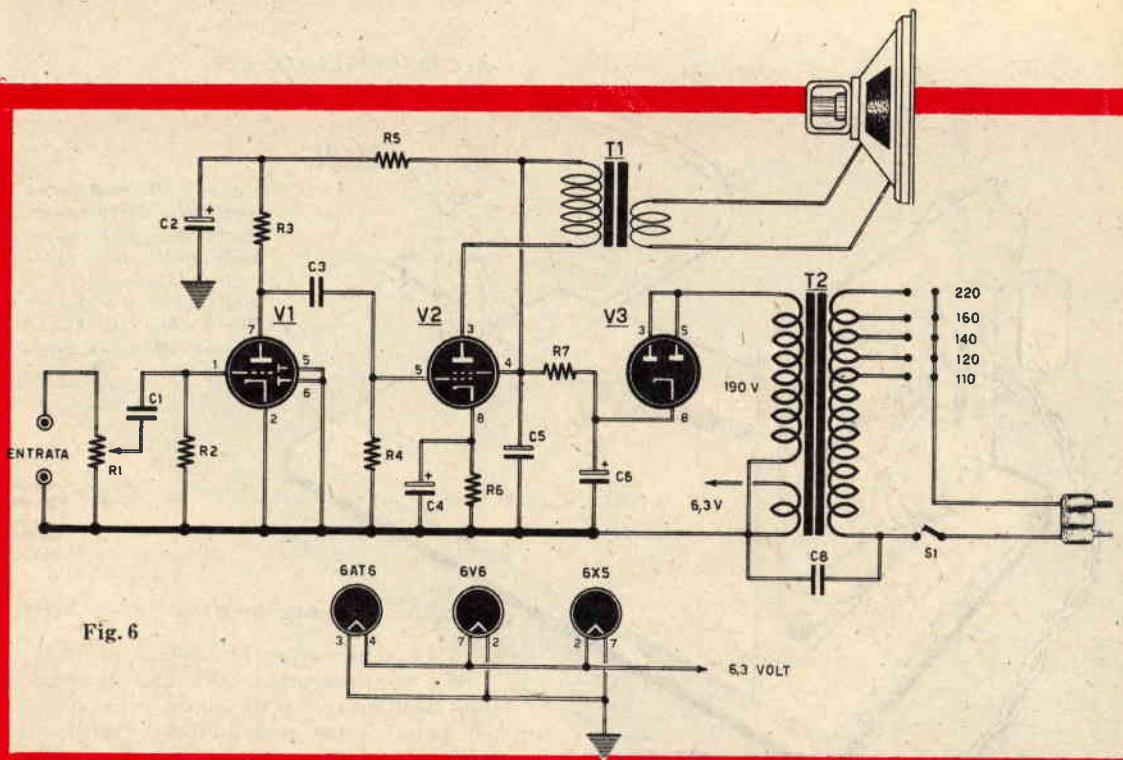 T1
R5
C2
R3
C3
V1
V2
V3
T2
7
3
3
5
220
160
140
120
110
1
5
6
5
4
R7
190 V
2
8
8
C1
ENTRATA
R1
R2
R4
C4
R6
C5
C6
6,3 V
C8
S1
6AT6
6V6
6X5
3
4
7
2
2
7
6,3 VOLT
Fig. 6